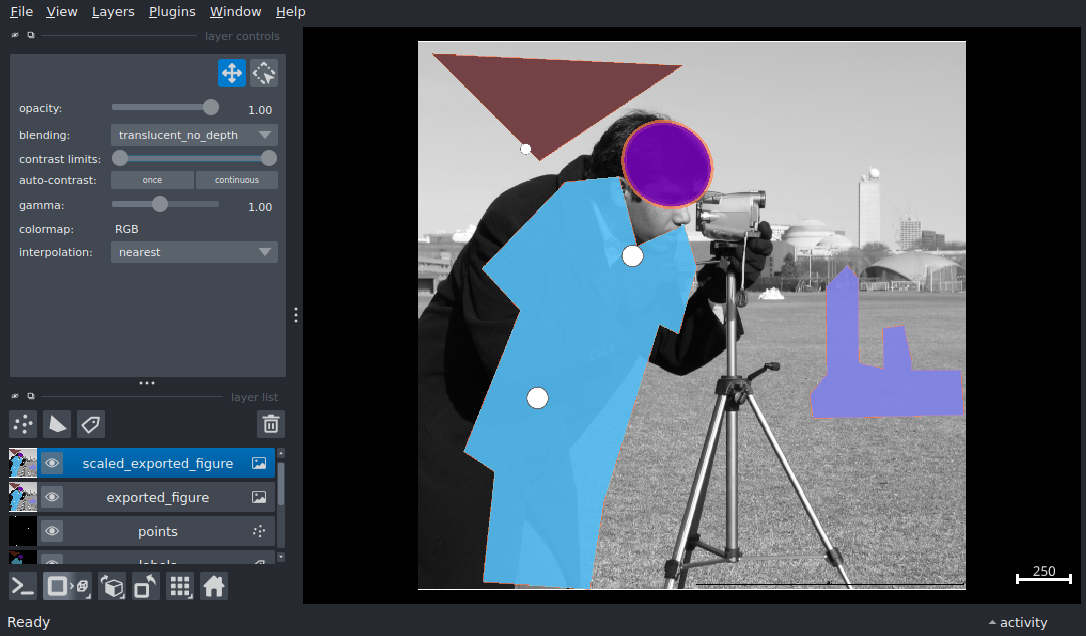 File View Layers Plugins Window Help
layer controls
opacity: 1.00
blending: translucent_no_depth
contrast limits:
auto-contrast: once continuous
gamma: 1.00
colormap: RGB
interpolation: nearest
layer list
scaled_exported_figure
exported_figure
points
labels
250
Ready activity